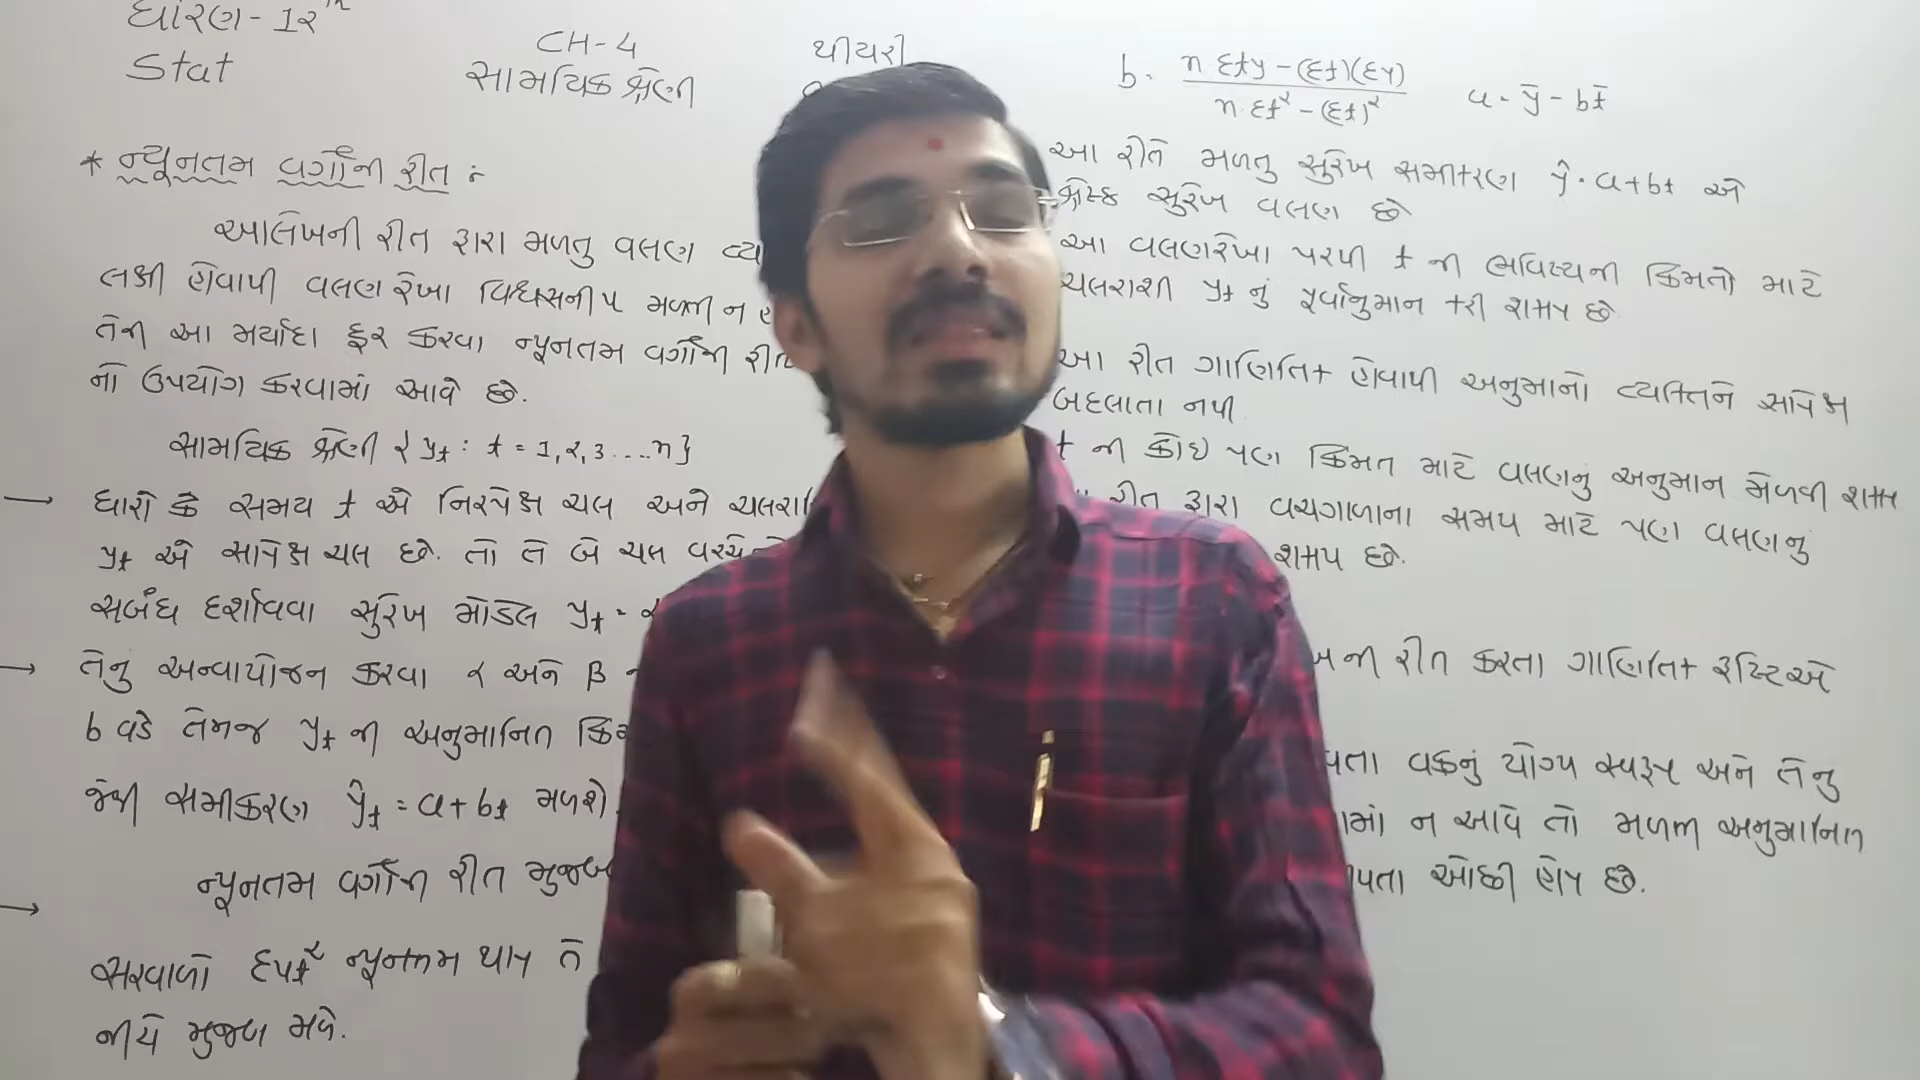 ધોરણ - 12
Stat
CH-4
સામયિક શ્રેણી
થીયરી
* ન્યૂનતમ વર્ગોની રીત :-
આલેખની રીત દ્વારા મળતુ વલણ વ્ય
લક્ષી હોવાથી વલણ રેખા વિશ્વસનીય મળતી ન
તેની આ મર્યાદા દૂર કરવા ન્યૂનતમ વર્ગોની રીત
નો ઉપયોગ કરવામાં આવે છે.
સામયિક શ્રેણી { yt : t = 1, 2, 3 .... n }
→ ધારો કે સમય t એ નિરપેક્ષ ચલ અને ચલરાશિ
yt એ સાપેક્ષ ચલ છે. તો તે બે ચલ વચ્ચે
સબંધ દર્શાવવા સુરેખ મોડલ yt = α
→ તેનુ અન્વાયોજન કરવા α અને β
b વડે તેમજ yt ની અનુમાનિત કિં
જેથી સમીકરણ ŷt = a + bt મળશે.
→ ન્યૂનતમ વર્ગોની રીત મુજબ
સરવાળો Σut² ન્યૂનતમ થાય તે
નીચે મુજબ મળે.
b = n Σty - (Σt)(Σy) / n Σt² - (Σt)²
a = ȳ - b t̄
આ રીતે મળતુ સુરેખ સમીકરણ ŷ = a + bt એ
શ્રેષ્ઠ સુરેખ વલણ છે
આ વલણરેખા પરથી t ની ભવિષ્યની કિંમતો માટે
ચલરાશી yt નું પૂર્વાનુમાન કરી શકાય છે
આ રીત ગાણિતિક હોવાથી અનુમાનો વ્યક્તિને સાપેક્ષ
બદલાતા નથી
t ની કોઇ પણ કિંમત માટે વલણનુ અનુમાન મેળવી શકાય
રીત દ્વારા વચગાળાના સમય માટે પણ વલણનુ
શકાય છે.
ખની રીત કરતા ગાણિતિક દ્રષ્ટિએ
પતા વક્રનું યોગ્ય સ્વરૂપ અને તેનુ
માં ન આવે તો મળતા અનુમાનિત
યતા ઓછી હોય છે.